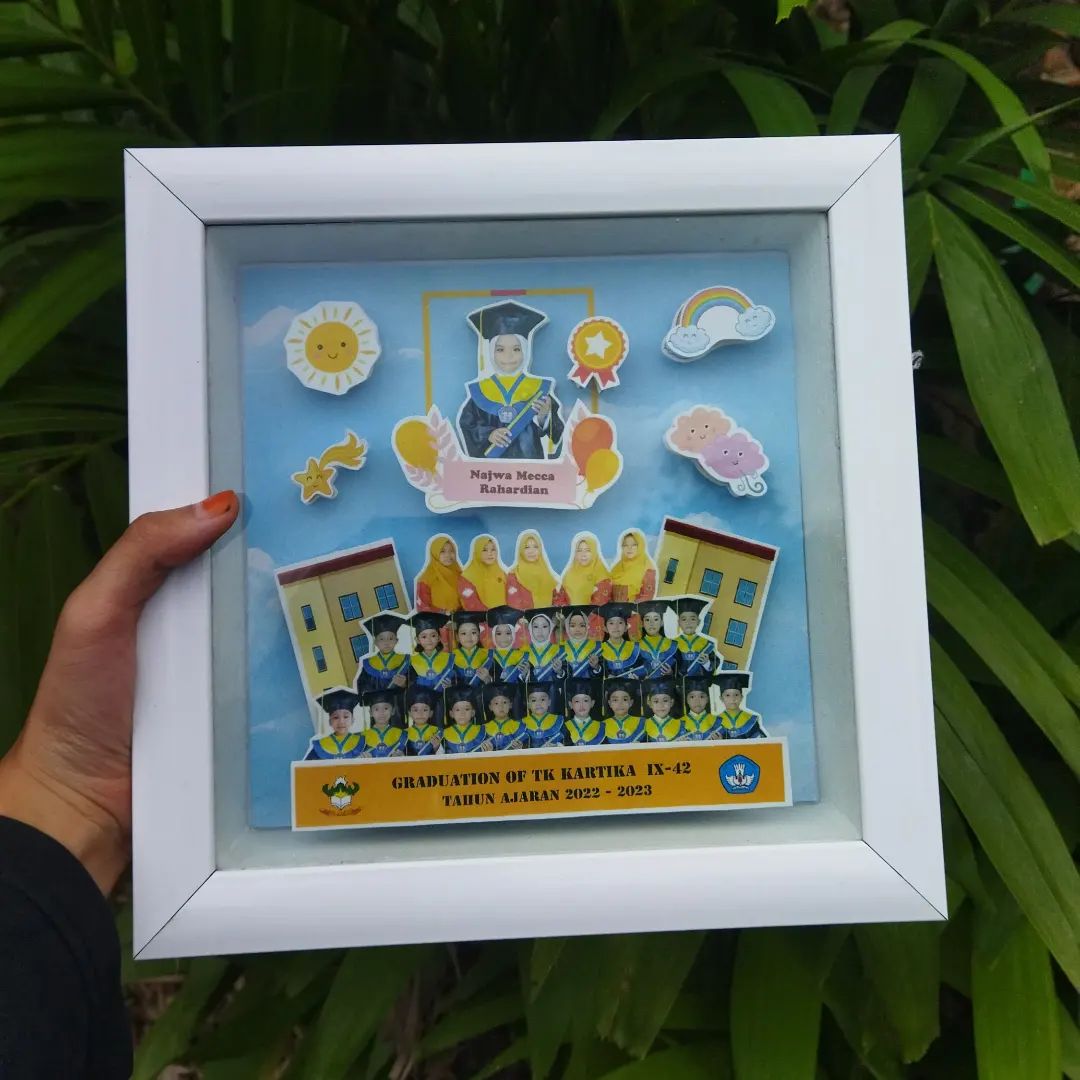 Najwa Mecca
Rahardian
GRADUATION OF TK KARTIKA IX-42
TAHUN AJARAN 2022 - 2023